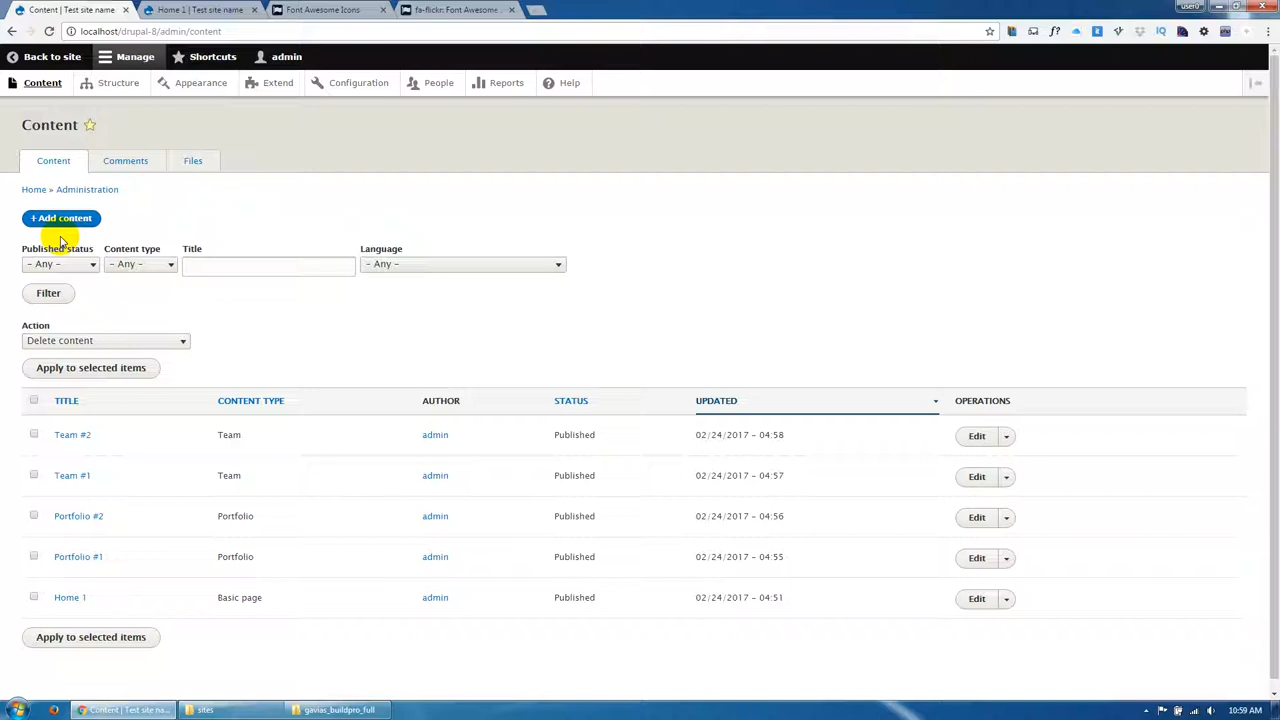 Content | Test site name
Home 1 | Test site name
Font Awesome Icons
fa-flickr: Font Awesome
user0
localhost/drupal-8/admin/content
Back to site
Manage
Shortcuts
admin
Content
Structure
Appearance
Extend
Configuration
People
Reports
Help
Content
Content
Comments
Files
Home » Administration
+ Add content
Published status
Content type
Title
Language
- Any -
- Any -
- Any -
Filter
Action
Delete content
Apply to selected items
TITLE CONTENT TYPE AUTHOR STATUS UPDATED OPERATIONS
Team #2 Team admin Published 02/24/2017 - 04:58 Edit
Team #1 Team admin Published 02/24/2017 - 04:57 Edit
Portfolio #2 Portfolio admin Published 02/24/2017 - 04:56 Edit
Portfolio #1 Portfolio admin Published 02/24/2017 - 04:55 Edit
Home 1 Basic page admin Published 02/24/2017 - 04:51 Edit
Apply to selected items
Content | Test site na...
sites
gavias_buildpro_full
10:59 AM